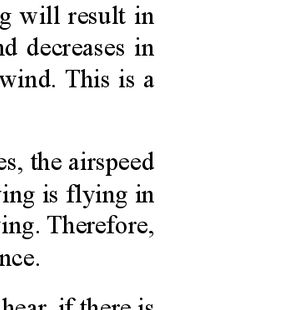 g will result in
nd decreases in
wind. This is a
es, the airspeed
ing is flying in
ing. Therefore,
nce.
hear, if there is